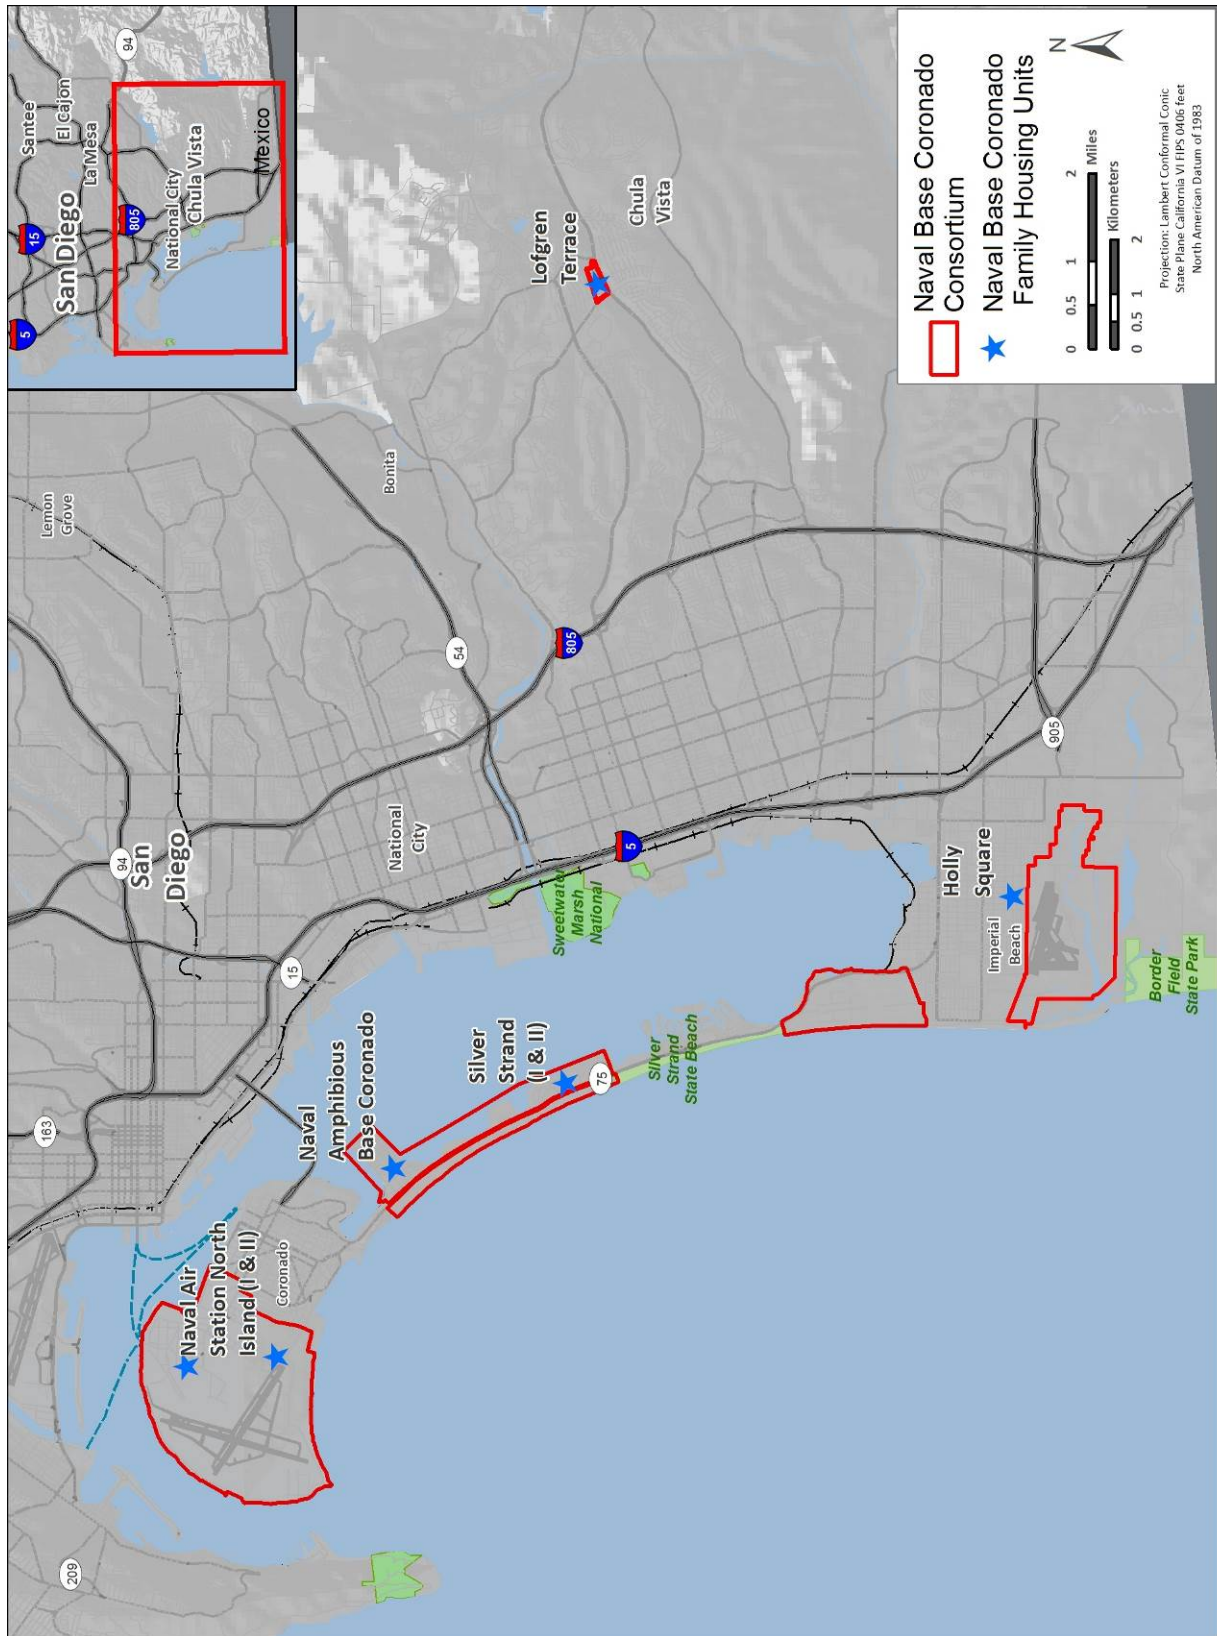 209
163
94
San
Diego
Lemon
Grove
5
15
Santee
San Diego
El Cajon
La Mesa
94
805
National City
Chula Vista
Mexico
Naval Air
Station North
Island (I & II)
Coronado
15
Naval
Amphibious
Base Coronado
National
City
Bonita
54
Silver
Strand
(I & II)
75
Sweetwater
Marsh
National
5
805
Lofgren
Terrace
Chula
Vista
Silver
Strand
State Beach
Holly
Square
Imperial
Beach
905
Border
Field
State Park
Naval Base Coronado
Consortium
Naval Base Coronado
Family Housing Units
N
0 0.5 1 2
Miles
Kilometers
0 0.5 1 2
Projection: Lambert Conformal Conic
State Plane California VI FIPS 0406 feet
North American Datum of 1983